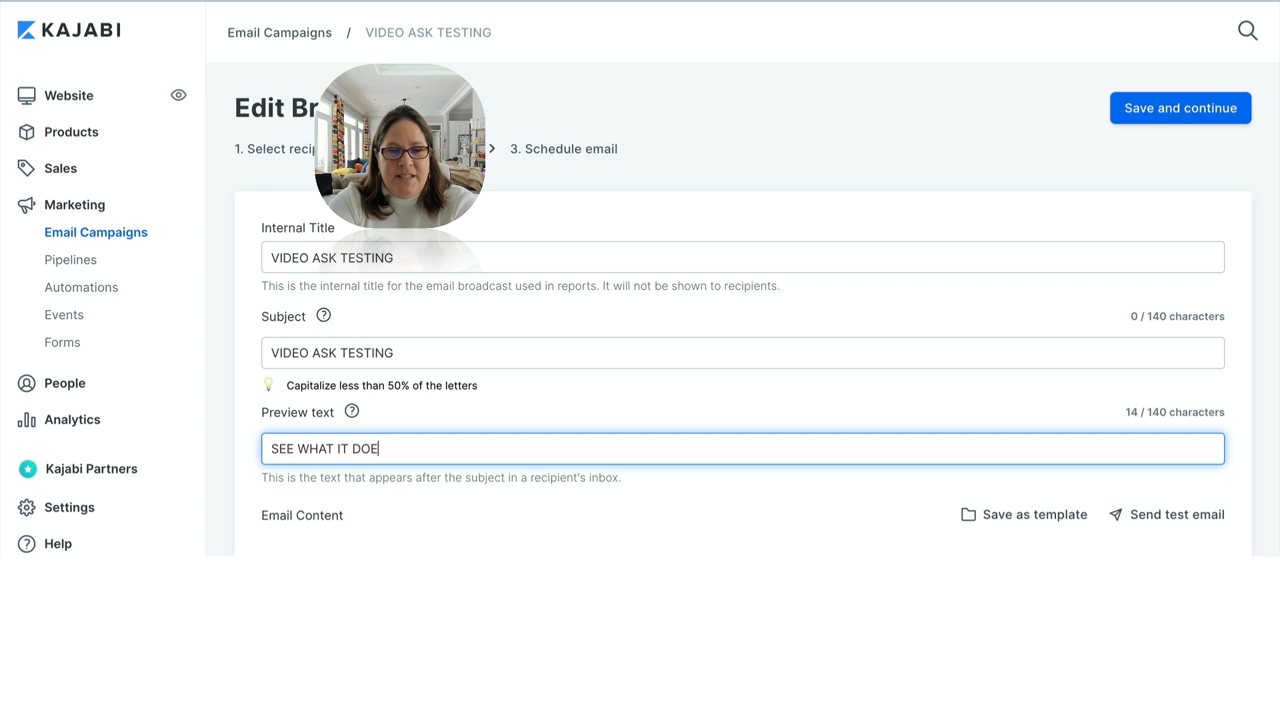 KAJABI
Email Campaigns / VIDEO ASK TESTING
Website
Products
Sales
Marketing
Email Campaigns
Pipelines
Automations
Events
Forms
People
Analytics
Kajabi Partners
Settings
Help
Edit Br
Save and continue
1. Select recip
3. Schedule email
Internal Title
VIDEO ASK TESTING
This is the internal title for the email broadcast used in reports. It will not be shown to recipients.
Subject
0 / 140 characters
VIDEO ASK TESTING
Capitalize less than 50% of the letters
Preview text
14 / 140 characters
SEE WHAT IT DOE
This is the text that appears after the subject in a recipient's inbox.
Email Content
Save as template
Send test email